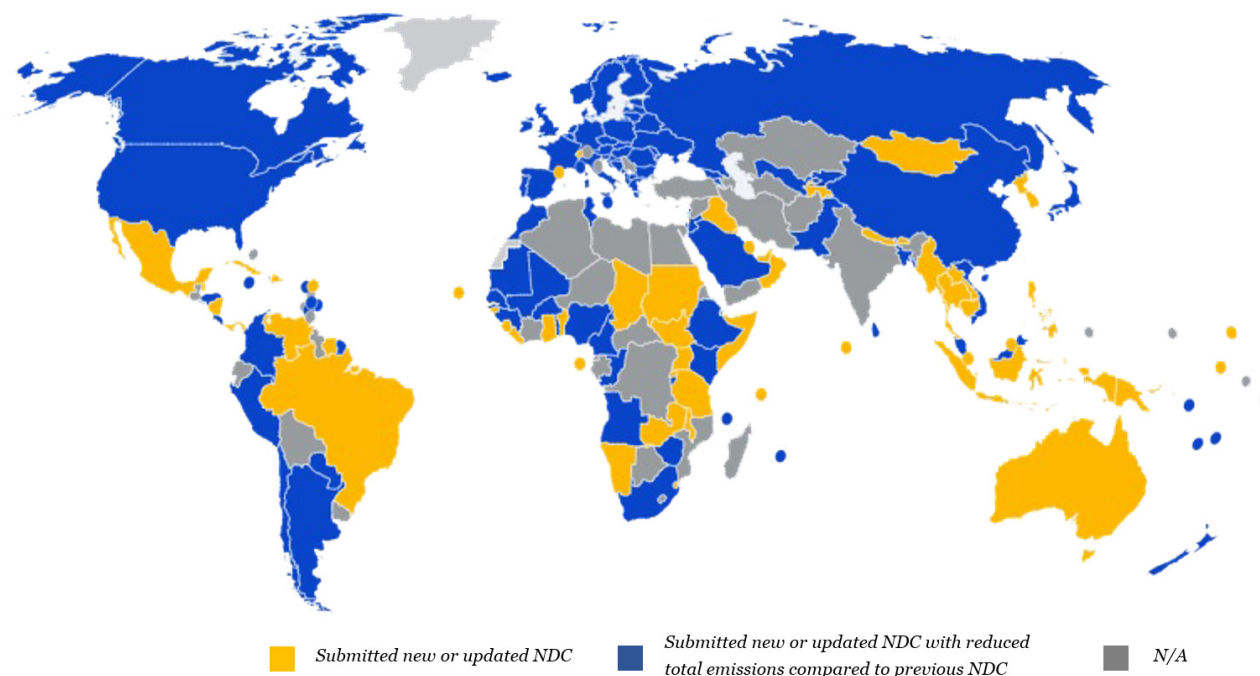 Submitted new or updated NDC
Submitted new or updated NDC with reduced
total emissions compared to previous NDC
N/A